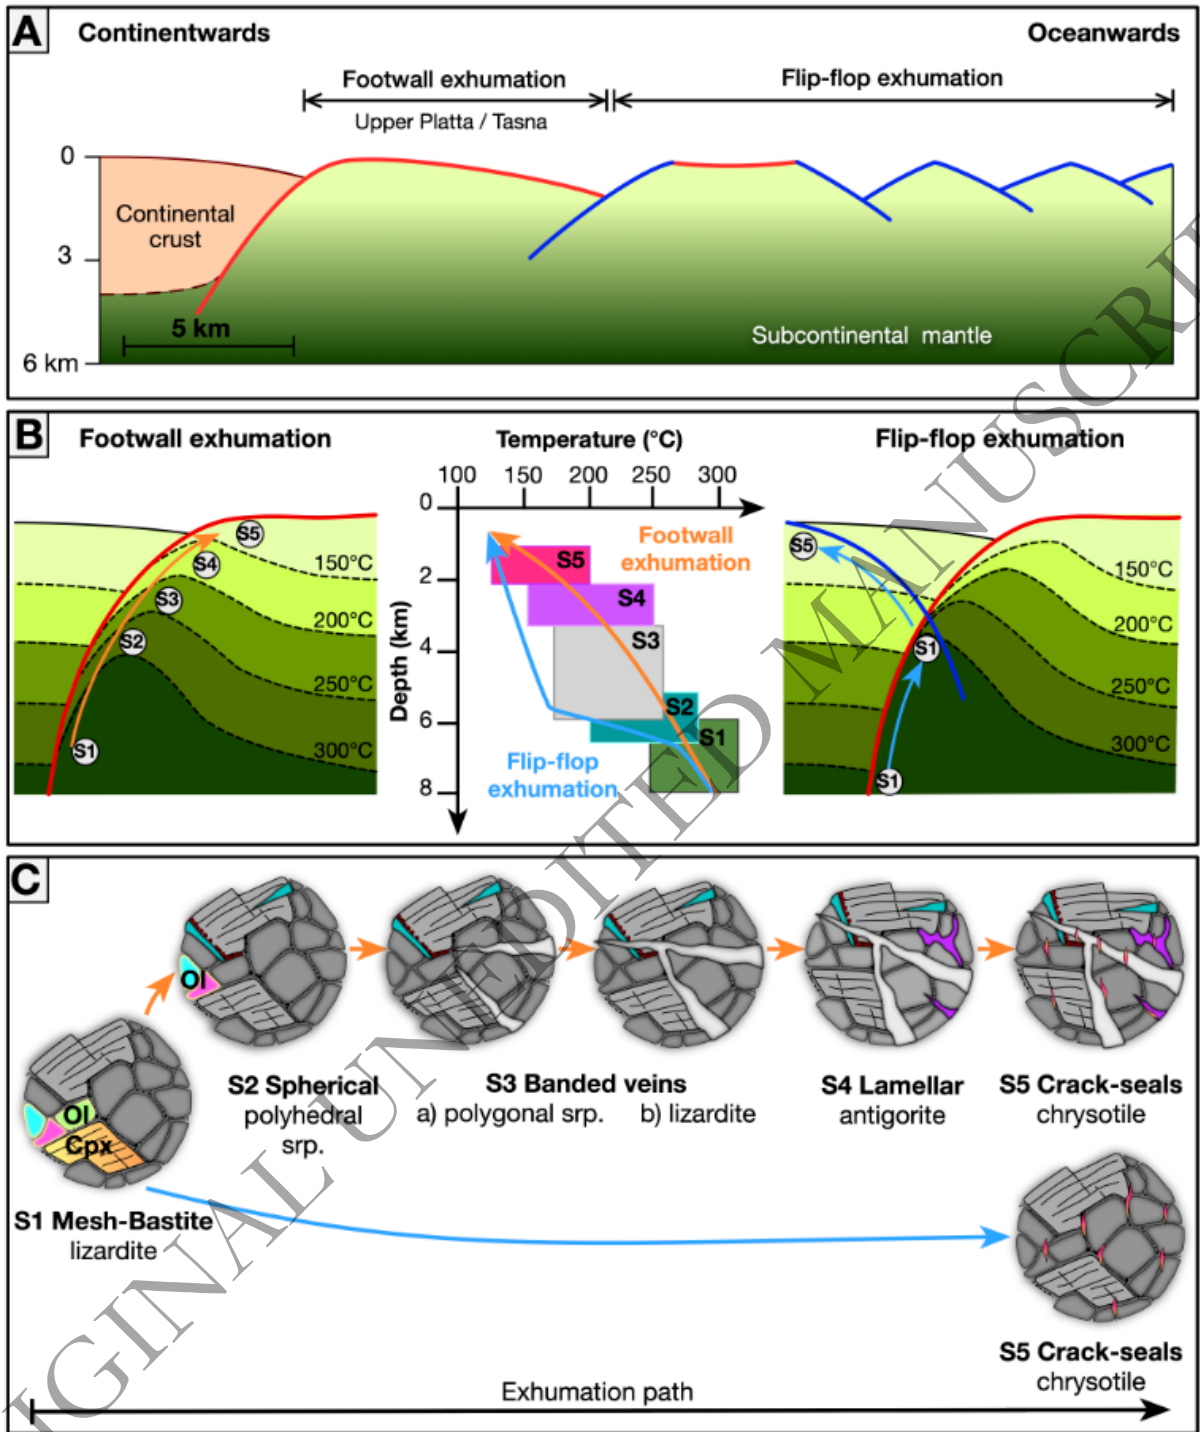 A
Continentwards
Oceanwards
Footwall exhumation
Flip-flop exhumation
Upper Platta / Tasna
0
3
6 km
Continental
crust
5 km
Subcontinental mantle
B
Footwall exhumation
Temperature (°C)
Flip-flop exhumation
100 150 200 250 300
0
2
4
6
8
Depth (km)
S5
S4
S3
S2
S1
150°C
200°C
250°C
300°C
Footwall
exhumation
S5
S4
S3
S2
S1
Flip-flop
exhumation
S5
S1
S1
150°C
200°C
250°C
300°C
C
Ol
Ol
Cpx
S1 Mesh-Bastite
lizardite
S2 Spherical
polyhedral
srp.
S3 Banded veins
a) polygonal srp. b) lizardite
S4 Lamellar
antigorite
S5 Crack-seals
chrysotile
S5 Crack-seals
chrysotile
Exhumation path
IGINAL UNEDITED MANUSCRI